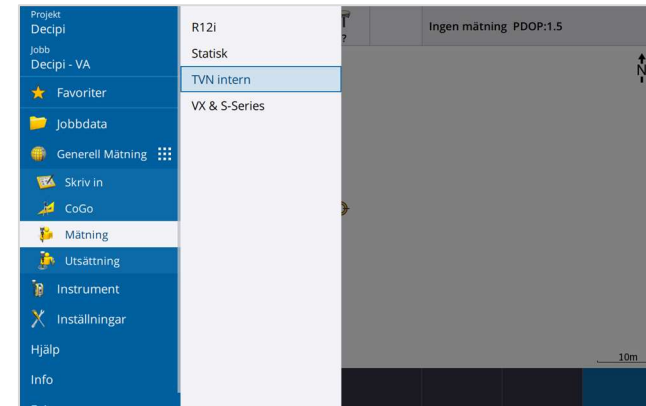 Projekt
Decipi
Jobb
Decipi - VA
Favoriter
Jobbdata
Generell Mätning
Skriv in
CoGo
Mätning
Utsättning
Instrument
Inställningar
Hjälp
Info
R12i
Statisk
TVN intern
VX & S-Series
?
Ingen mätning PDOP:1.5
N
10m